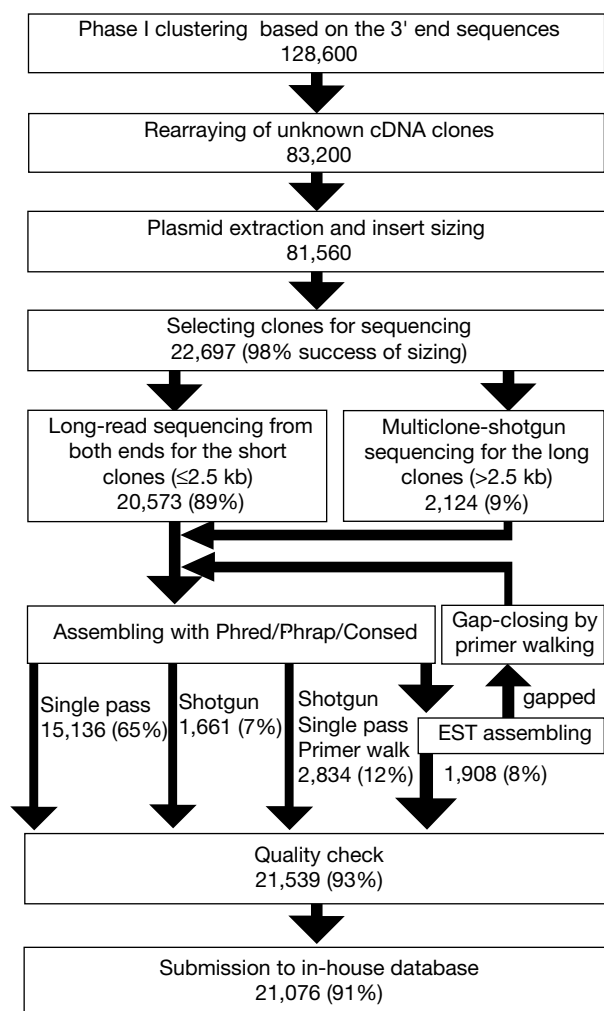 Phase I clustering based on the 3' end sequences
128,600
Rearraying of unknown cDNA clones
83,200
Plasmid extraction and insert sizing
81,560
Selecting clones for sequencing
22,697 (98% success of sizing)
Long-read sequencing from
both ends for the short
clones (≤2.5 kb)
20,573 (89%)
Multiclone-shotgun
sequencing for the long
clones (>2.5 kb)
2,124 (9%)
Assembling with Phred/Phrap/Consed
Gap-closing by
primer walking
Single pass
15,136 (65%)
Shotgun
1,661 (7%)
Shotgun
Single pass
Primer walk
2,834 (12%)
gapped
EST assembling
1,908 (8%)
Quality check
21,539 (93%)
Submission to in-house database
21,076 (91%)